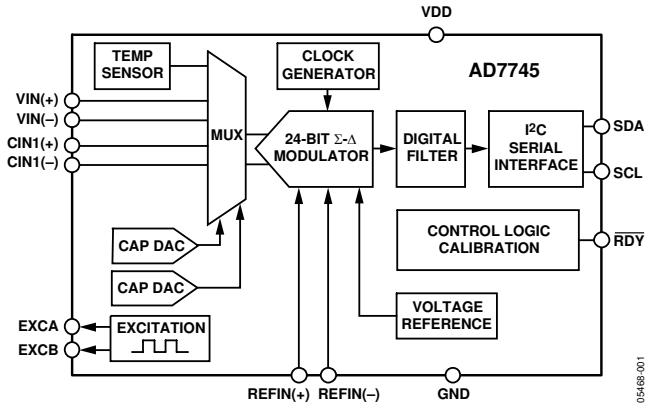 VDD
TEMP
SENSOR
CLOCK
GENERATOR
AD7745
VIN(+)
VIN(–)
CIN1(+)
CIN1(–)
MUX
24-BIT Σ-Δ
MODULATOR
DIGITAL
FILTER
I²C
SERIAL
INTERFACE
SDA
SCL
CAP DAC
CAP DAC
CONTROL LOGIC
CALIBRATION
RDY
VOLTAGE
REFERENCE
EXCA
EXCB
EXCITATION
REFIN(+)
REFIN(–)
GND
05468-001